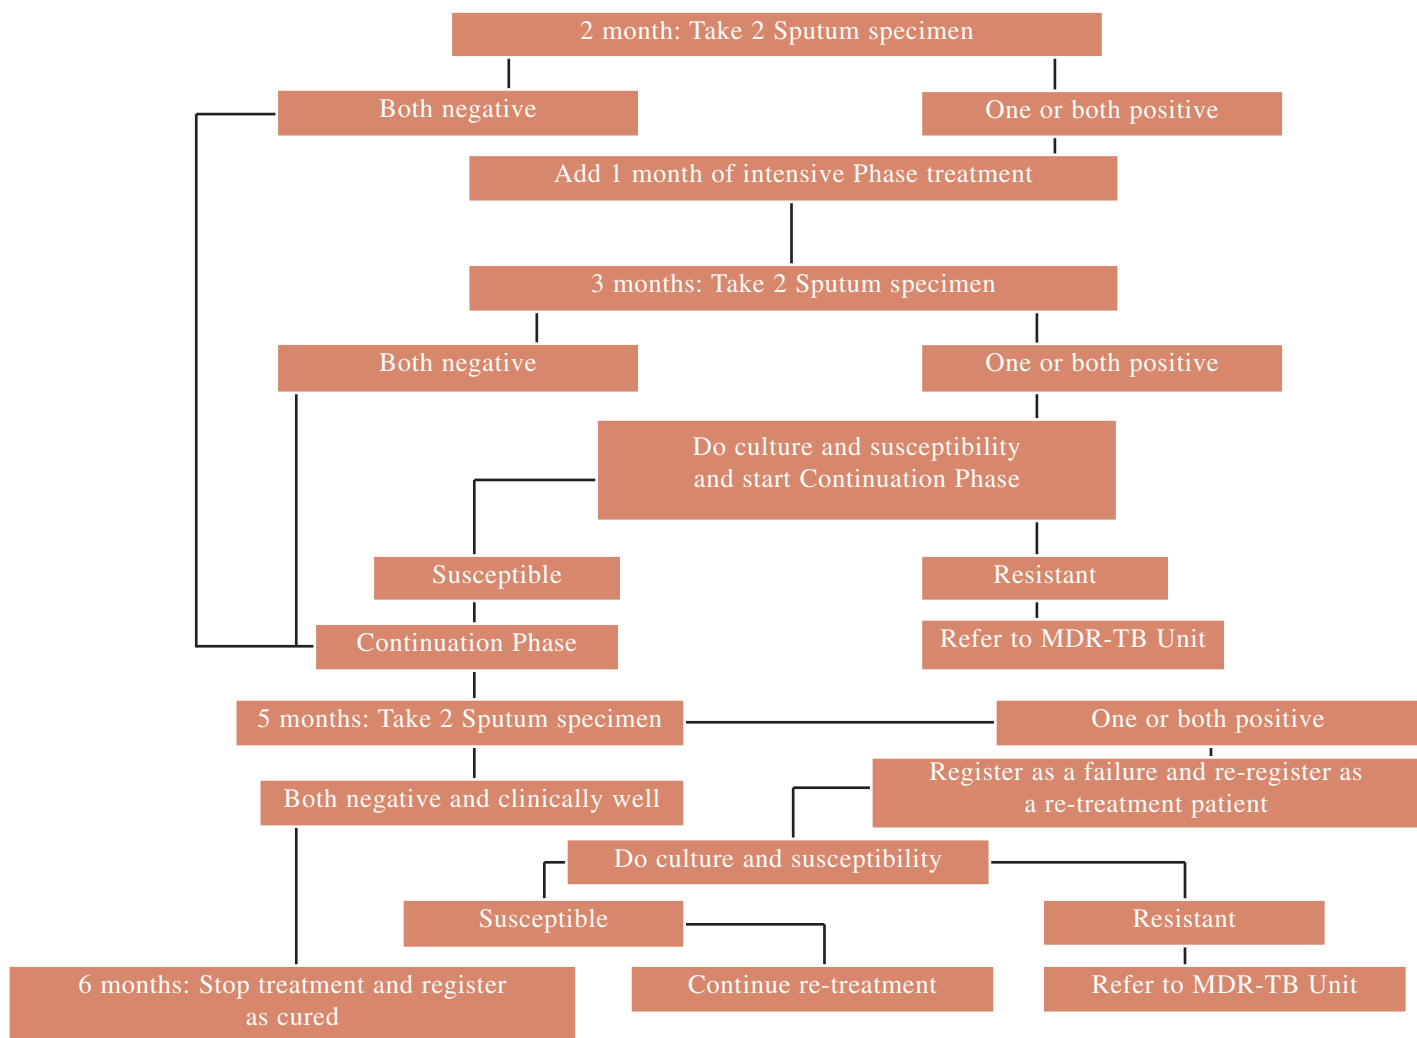 2 month: Take 2 Sputum specimen
Both negative
One or both positive
Add 1 month of intensive Phase treatment
3 months: Take 2 Sputum specimen
Both negative
One or both positive
Do culture and susceptibility
and start Continuation Phase
Susceptible
Resistant
Continuation Phase
Refer to MDR-TB Unit
5 months: Take 2 Sputum specimen
One or both positive
Both negative and clinically well
Register as a failure and re-register as
a re-treatment patient
Do culture and susceptibility
Susceptible
Resistant
6 months: Stop treatment and register
as cured
Continue re-treatment
Refer to MDR-TB Unit